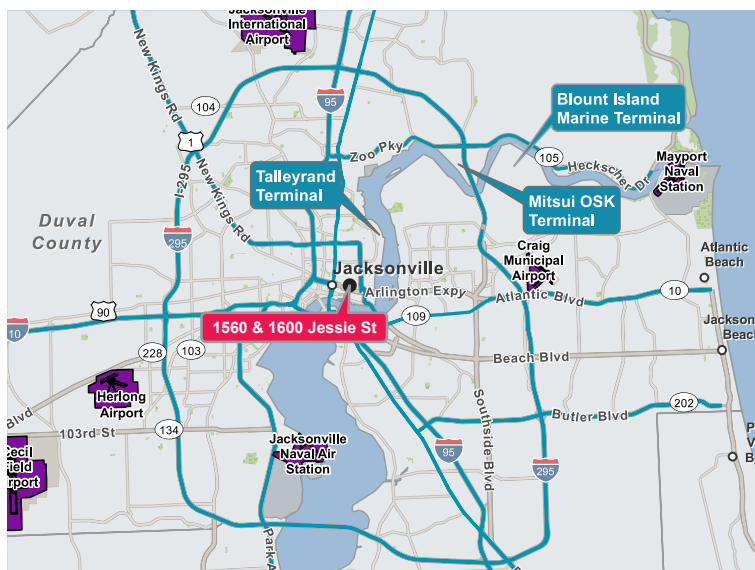 Jacksonville
International
Airport
New Kings Rd
95
104
1
I-295
New Kings Rd
Zoo Pky
Blount Island
Marine Terminal
105
Heckscher Dr
Mayport
Naval
Station
Talleyrand
Terminal
Mitsui OSK
Terminal
Duval
County
295
Craig
Municipal
Airport
Atlantic
Beach
Jacksonville
Arlington Expy
Atlantic Blvd
10
90
1560 & 1600 Jessie St
109
10
Jackson
Beach
228
103
Beach Blvd
Herlong
Airport
Blvd
202
Butler Blvd
Southside Blvd
103rd St
134
Jacksonville
Naval Air
Station
95
295
Cecil
Field
Airport
P
V
B
Park A